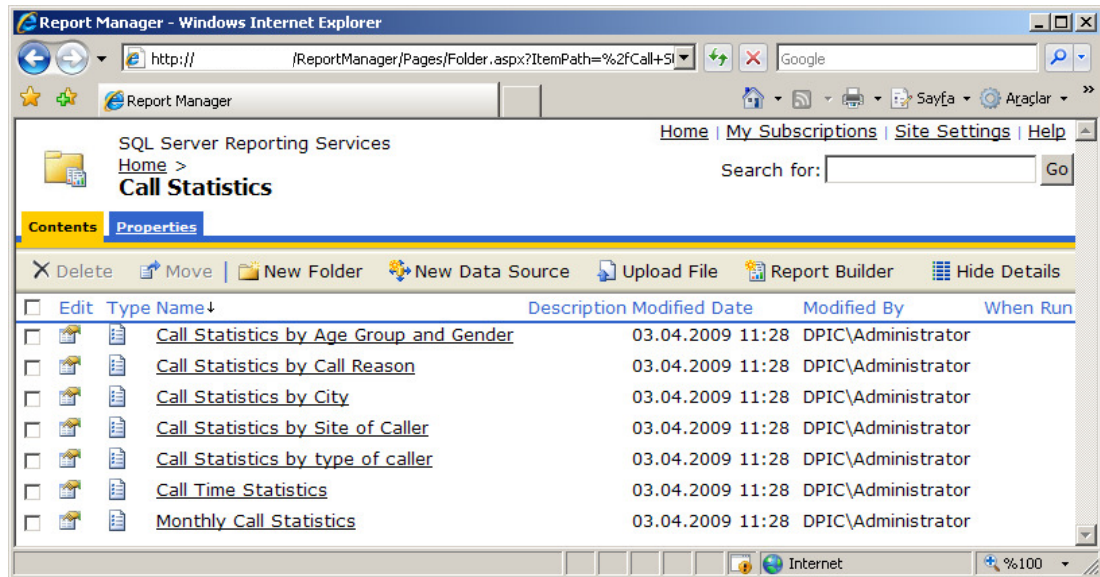 Report Manager - Windows Internet Explorer
http:// /ReportManager/Pages/Folder.aspx?ItemPath=%2fCall+S Google
Report Manager Sayfa Araçlar »
Home | My Subscriptions | Site Settings | Help
SQL Server Reporting Services
Home >
Search for: Go
Call Statistics
Contents Properties
Delete Move | New Folder New Data Source Upload File Report Builder Hide Details
Edit Type Name↓ Description Modified Date Modified By When Run
Call Statistics by Age Group and Gender 03.04.2009 11:28 DPIC\Administrator
Call Statistics by Call Reason 03.04.2009 11:28 DPIC\Administrator
Call Statistics by City 03.04.2009 11:28 DPIC\Administrator
Call Statistics by Site of Caller 03.04.2009 11:28 DPIC\Administrator
Call Statistics by type of caller 03.04.2009 11:28 DPIC\Administrator
Call Time Statistics 03.04.2009 11:28 DPIC\Administrator
Monthly Call Statistics 03.04.2009 11:28 DPIC\Administrator
Internet %100